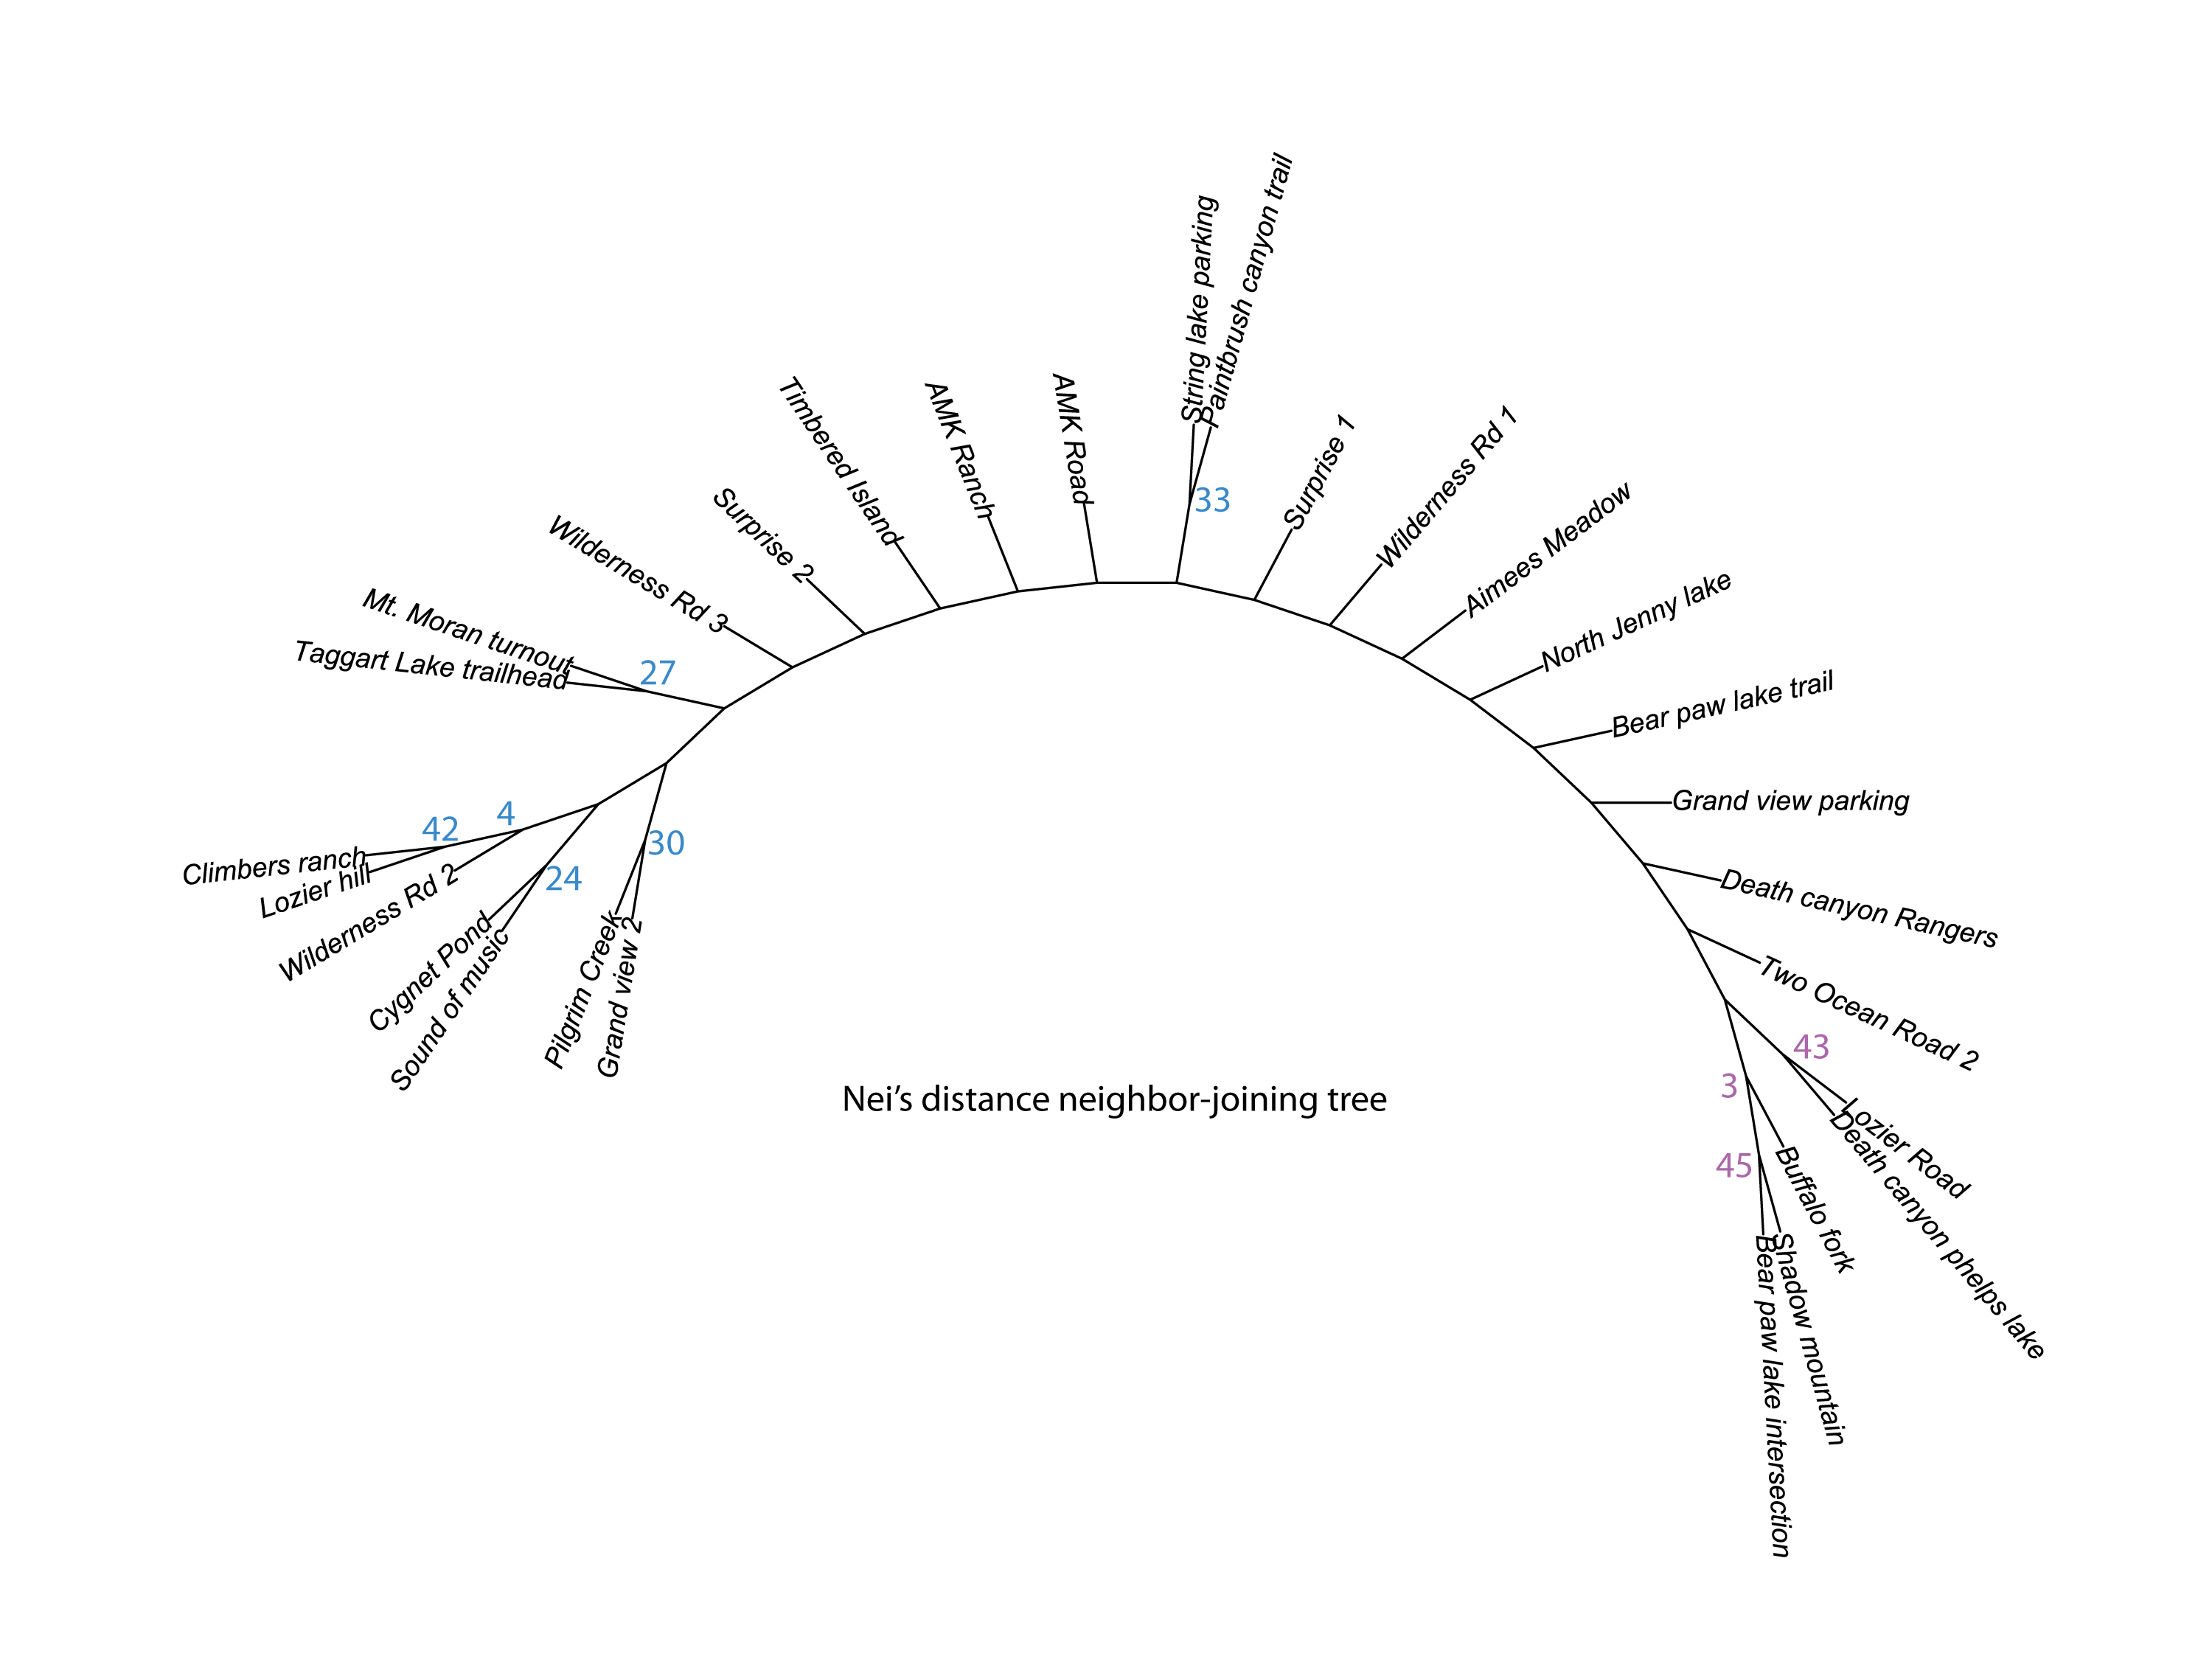 String lake parking
Paintbrush canyon trail
33
AMK Road
AMK Ranch
Timbered Island
Surprise 2
Wilderness Rd 3
Mt. Moran turnout
Taggart Lake trailhead
27
Surprise 1
Wilderness Rd 1
Aimees Meadow
North Jenny lake
Bear paw lake trail
Grand view parking
Death canyon Rangers
Two Ocean Road 2
43
Lozier Road
Death canyon phelps lake
3
Buffalo fork
45
Shadow mountain
Bear paw lake intersection
4
42
Climbers ranch
Lozier hill
Wilderness Rd 2
24
Cygnet Pond
Sound of music
30
Pilgrim Creek
Grand view 2
Nei’s distance neighbor-joining tree